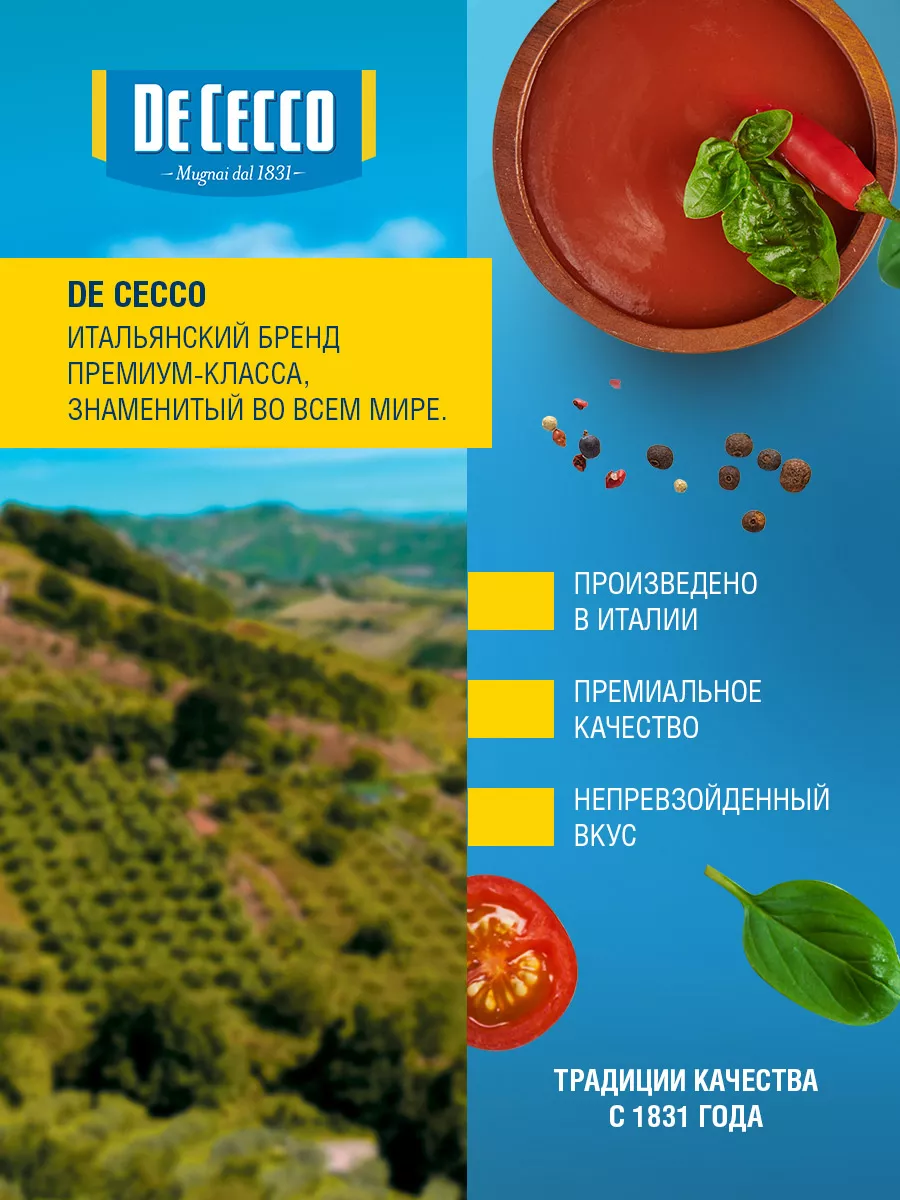 DE CECCO
Mugnai dal 1831
DE CECCO
ИТАЛЬЯНСКИЙ БРЕНД
ПРЕМИУМ-КЛАССА,
ЗНАМЕНИТЫЙ ВО ВСЕМ МИРЕ.
ПРОИЗВЕДЕНО
В ИТАЛИИ
ПРЕМИАЛЬНОЕ
КАЧЕСТВО
НЕПРЕВЗОЙДЕННЫЙ
ВКУС
ТРАДИЦИИ КАЧЕСТВА
С 1831 ГОДА